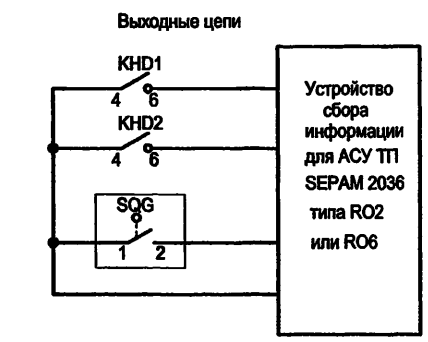 Выходные цепи
KHD1
4 6
KHD2
4 6
SQG
1 2
Устройство
сбора
информации
для АСУ ТП
SEPAM 2036
типа RO2
или RO6